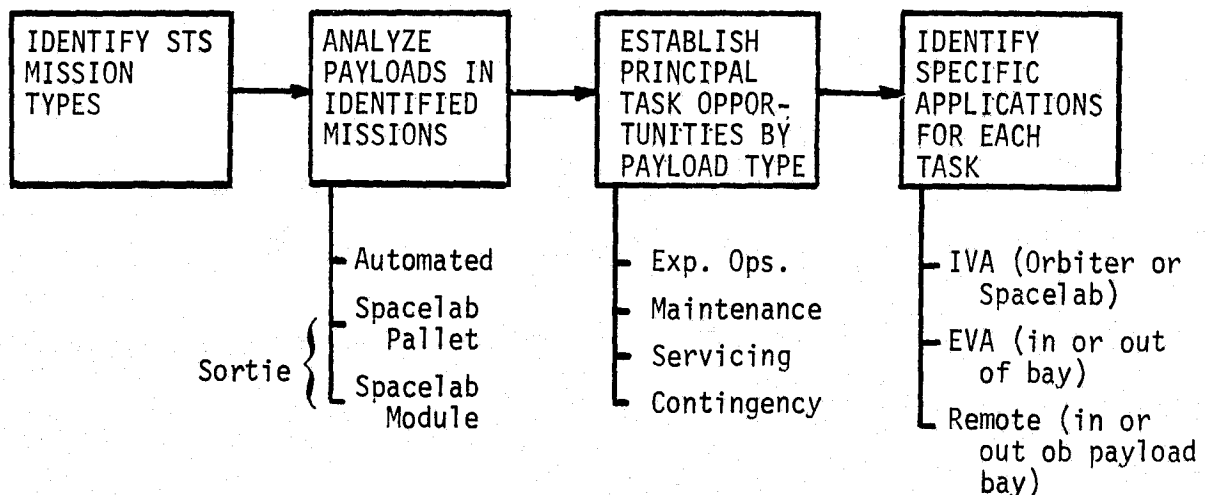 IDENTIFY STS
MISSION
TYPES
ANALYZE
PAYLOADS IN
IDENTIFIED
MISSIONS
ESTABLISH
PRINCIPAL
TASK OPPOR-
TUNITIES BY
PAYLOAD TYPE
IDENTIFY
SPECIFIC
APPLICATIONS
FOR EACH
TASK
Automated
Spacelab
Pallet
Sortie
Spacelab
Module
Exp. Ops.
Maintenance
Servicing
Contingency
IVA (Orbiter or
Spacelab)
EVA (in or out
of bay)
Remote (in or
out ob payload
bay)